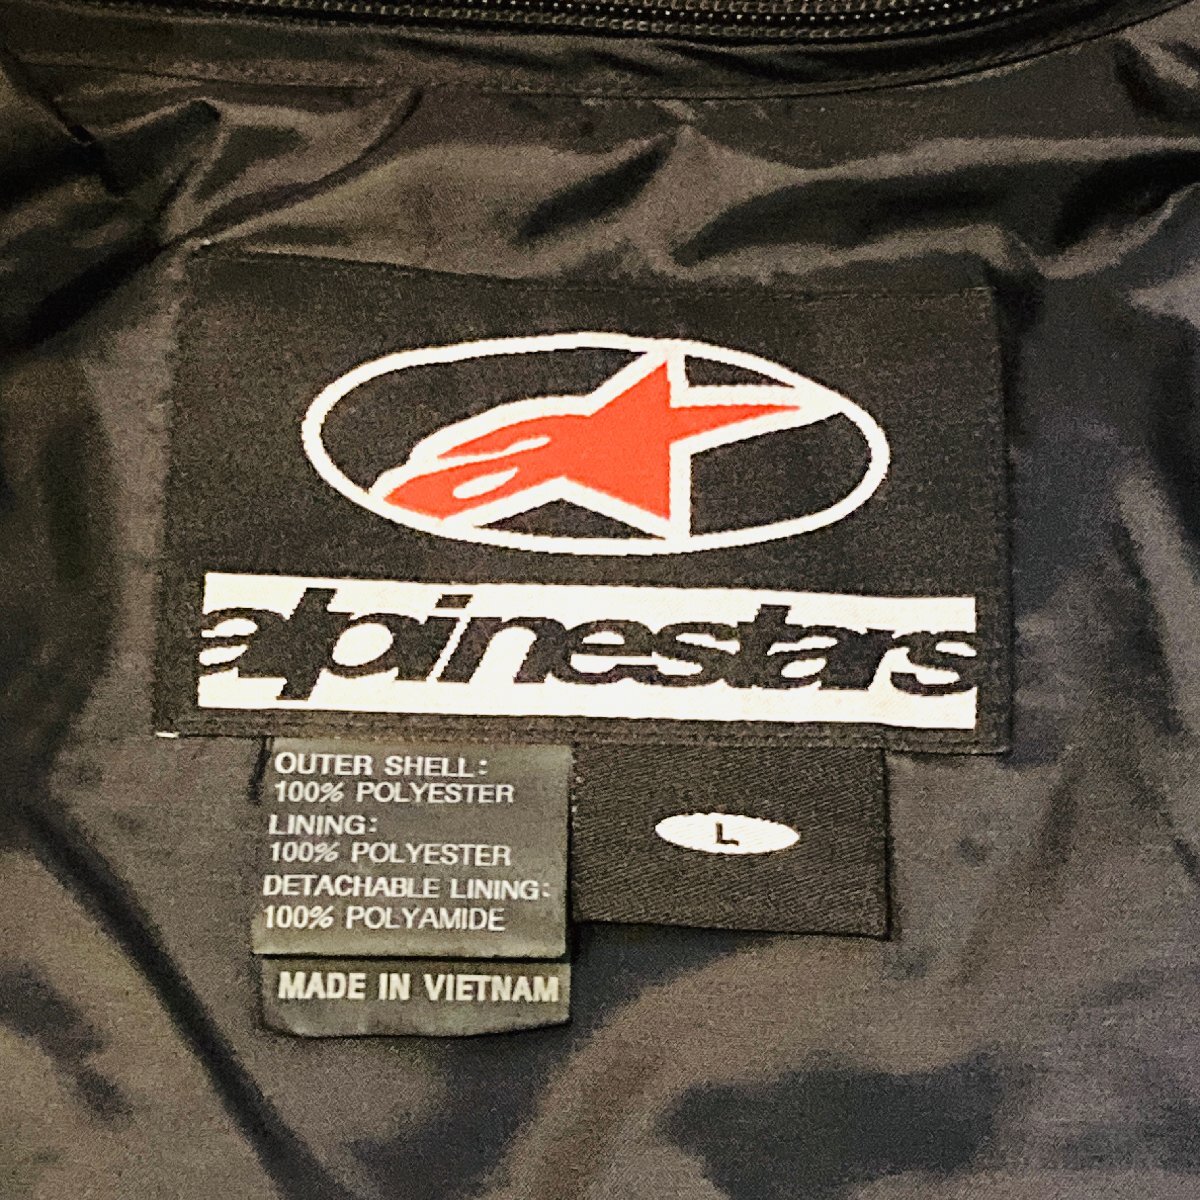 alpinestars
OUTER SHELL:
100% POLYESTER
LINING:
100% POLYESTER
DETACHABLE LINING:
100% POLYAMIDE
MADE IN VIETNAM
L